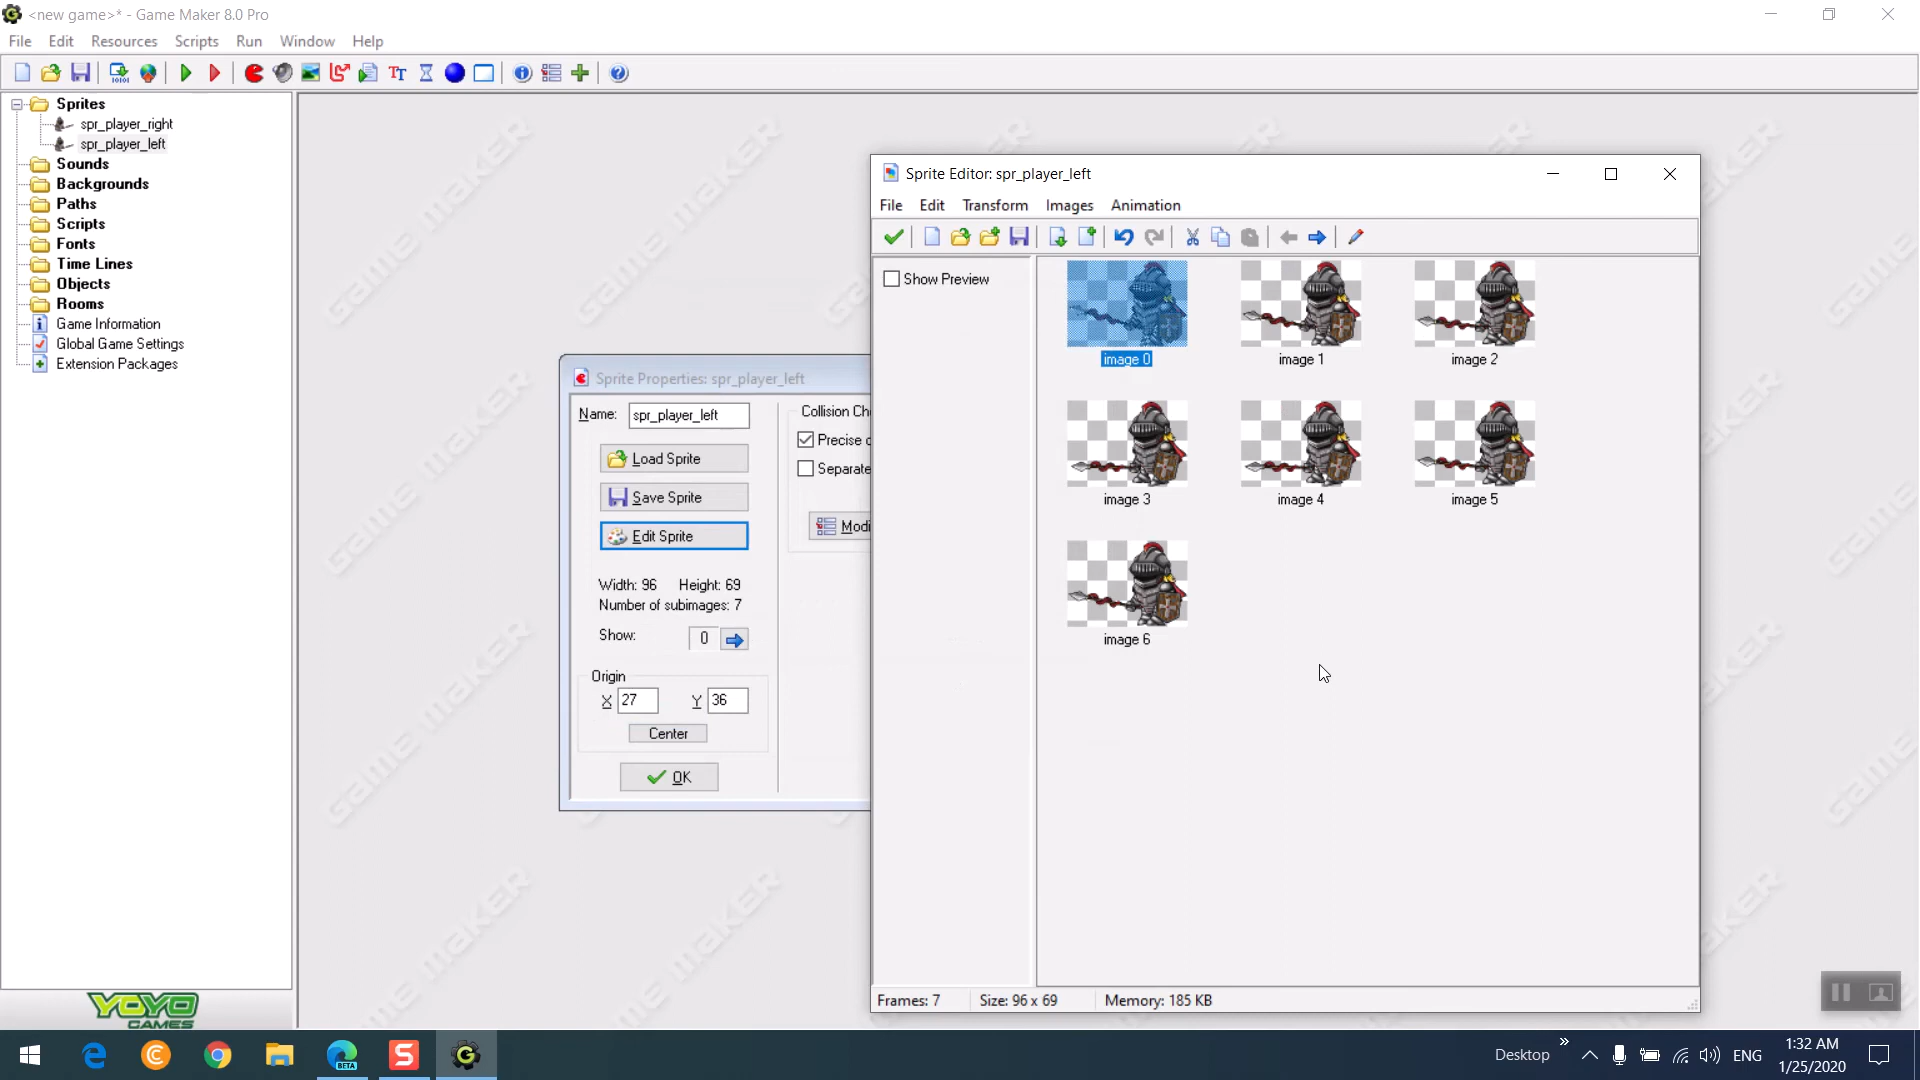 <new game>* - Game Maker 8.0 Pro
File Edit Resources Scripts Run Window Help
Sprites
spr_player_right
spr_player_left
Sounds
Backgrounds
Paths
Scripts
Fonts
Time Lines
Objects
Rooms
Game Information
Global Game Settings
Extension Packages
YOYO
GAMES
Sprite Properties: spr_player_left
Name: spr_player_left
Load Sprite
Save Sprite
Edit Sprite
Width: 96 Height: 69
Number of subimages: 7
Show: 0
Origin
X 27 Y 36
Center
OK
Collision Ch
Precise c
Separate
Modi
Sprite Editor: spr_player_left
File Edit Transform Images Animation
Show Preview
image 0 image 1 image 2
image 3 image 4 image 5
image 6
Frames: 7 Size: 96 x 69 Memory: 185 KB
GAME MAKER
Desktop ENG 1:32 AM
1/25/2020
BETA